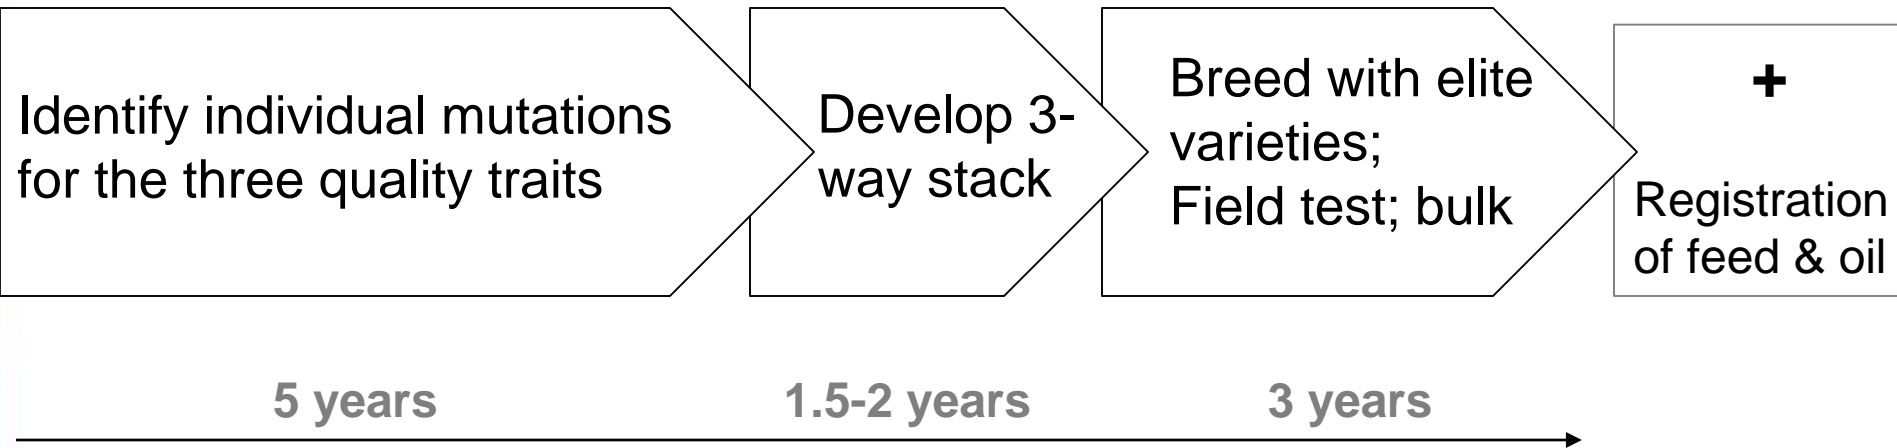 Identify individual mutations
for the three quality traits
Develop 3-
way stack
Breed with elite
varieties;
Field test; bulk
+
Registration
of feed & oil
5 years
1.5-2 years
3 years